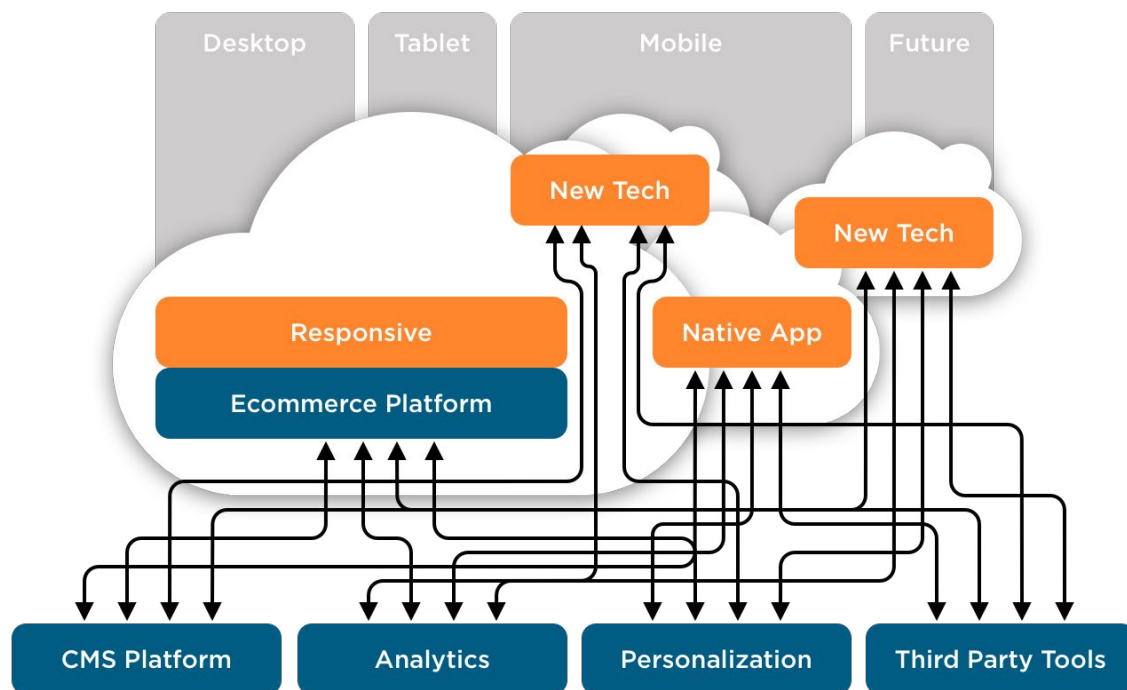 Desktop
Tablet
Mobile
Future
New Tech
New Tech
Responsive
Native App
Ecommerce Platform
CMS Platform
Analytics
Personalization
Third Party Tools